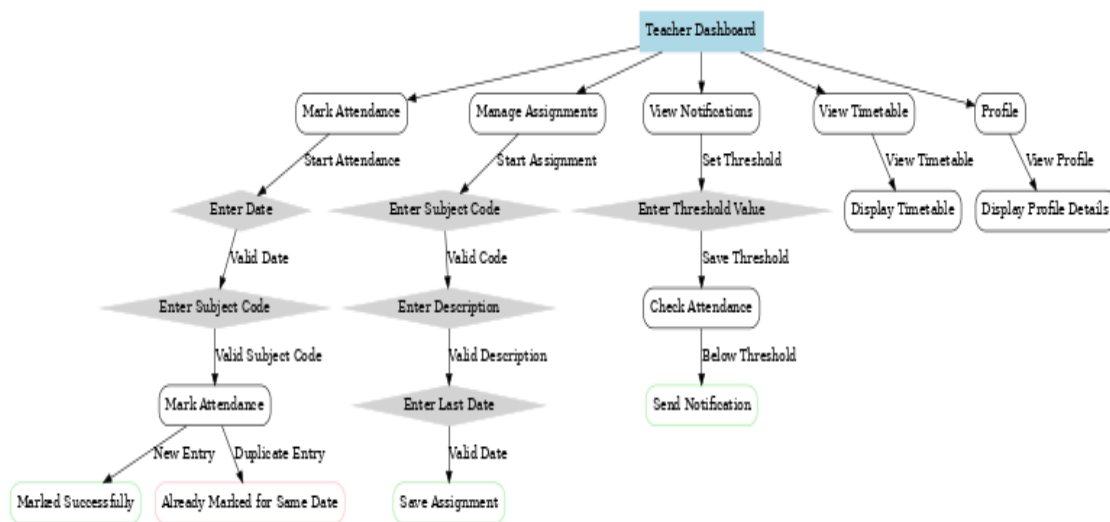 Teacher Dashboard
Mark Attendance
Manage Assignments
View Notifications
View Timetable
Profile
Start Attendance
Start Assignment
Set Threshold
View Timetable
View Profile
Enter Date
Enter Subject Code
Enter Threshold Value
Display Timetable
Display Profile Details
Valid Date
Valid Code
Save Threshold
Enter Subject Code
Enter Description
Check Attendance
Valid Subject Code
Valid Description
Below Threshold
Mark Attendance
Enter Last Date
Send Notification
New Entry
Duplicate Entry
Valid Date
Marked Successfully
Already Marked for Same Date
Save Assignment